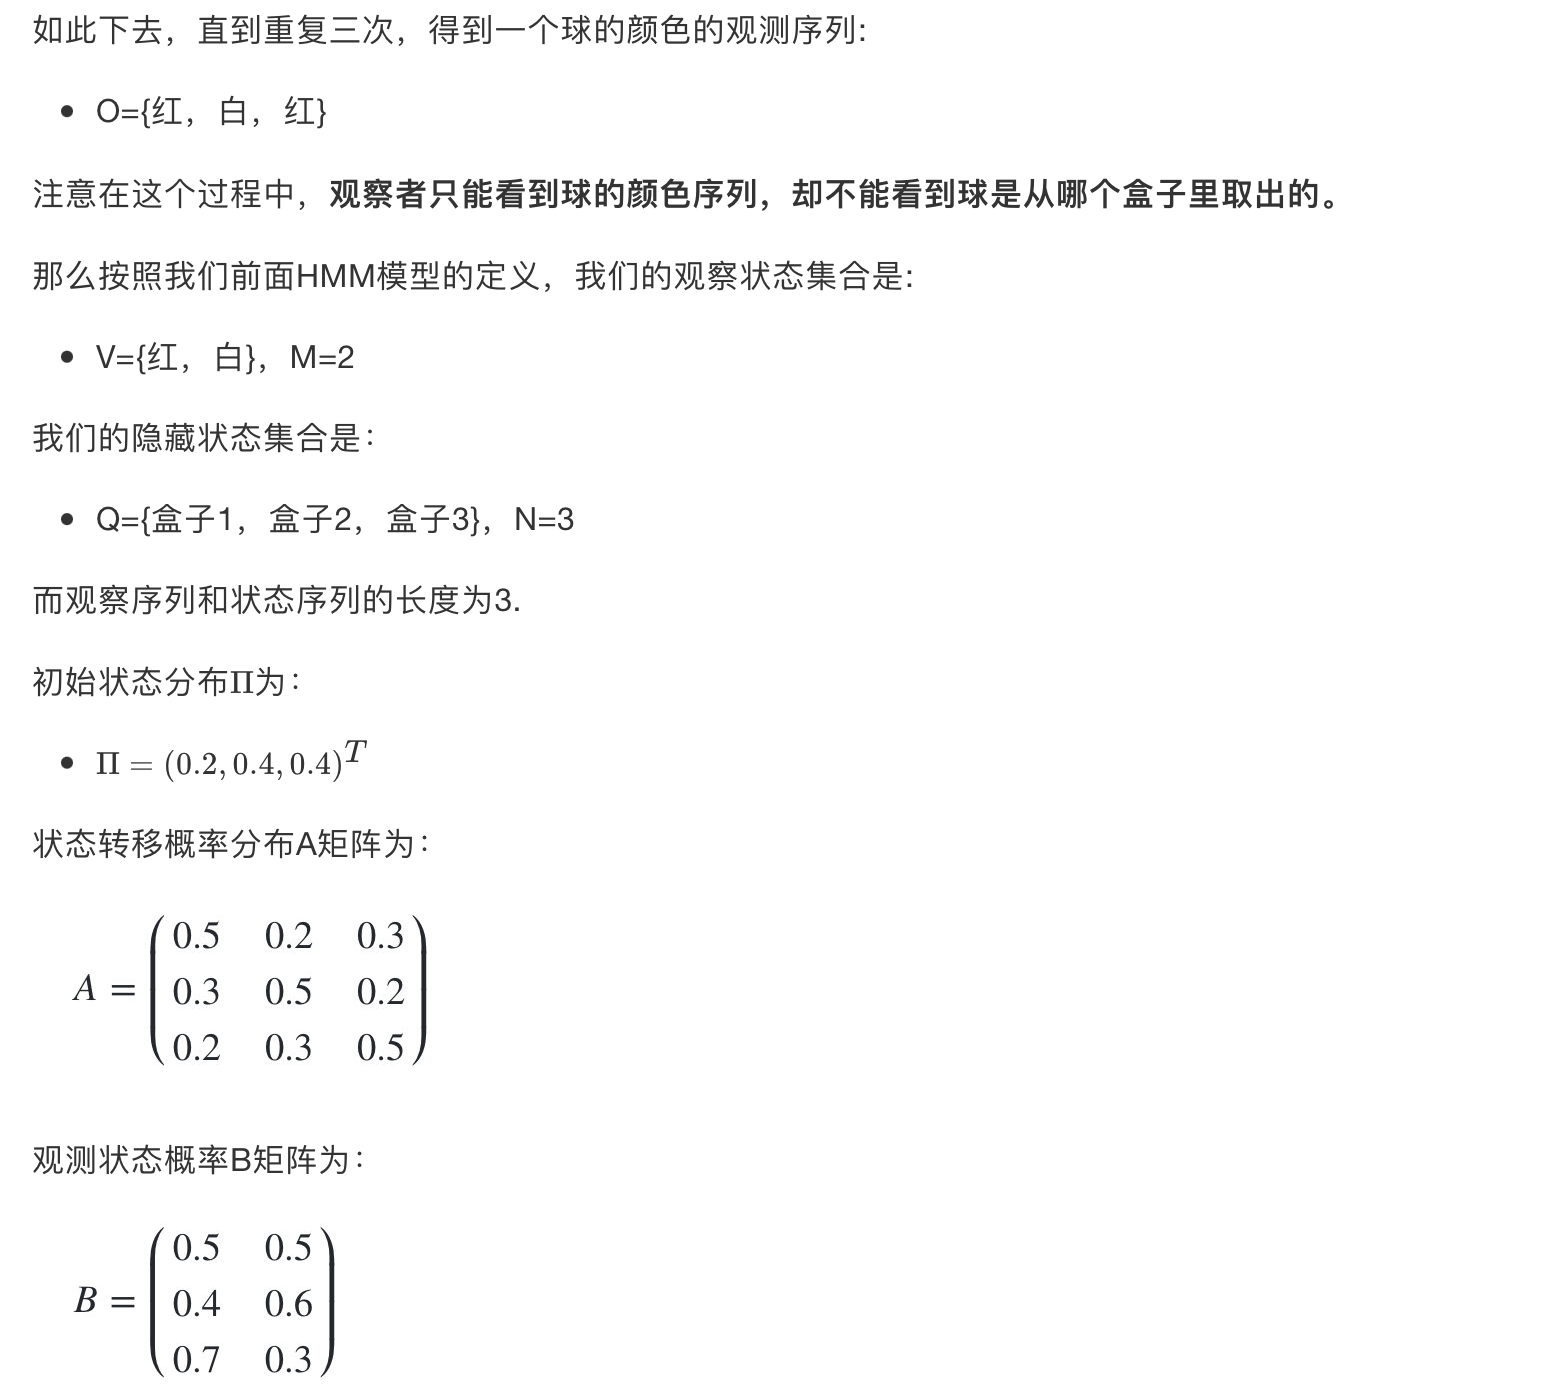 如此下去，直到重复三次，得到一个球的颜色的观测序列:
• O={红，白，红}
注意在这个过程中，观察者只能看到球的颜色序列，却不能看到球是从哪个盒子里取出的。
那么按照我们前面HMM模型的定义，我们的观察状态集合是:
• V={红，白}，M=2
我们的隐藏状态集合是：
• Q={盒子1，盒子2，盒子3}，N=3
而观察序列和状态序列的长度为3.
初始状态分布Π为：
• Π = (0.2, 0.4, 0.4)^T
状态转移概率分布A矩阵为：
0.5 0.2 0.3
A = 0.3 0.5 0.2
0.2 0.3 0.5
观测状态概率B矩阵为：
0.5 0.5
B = 0.4 0.6
0.7 0.3